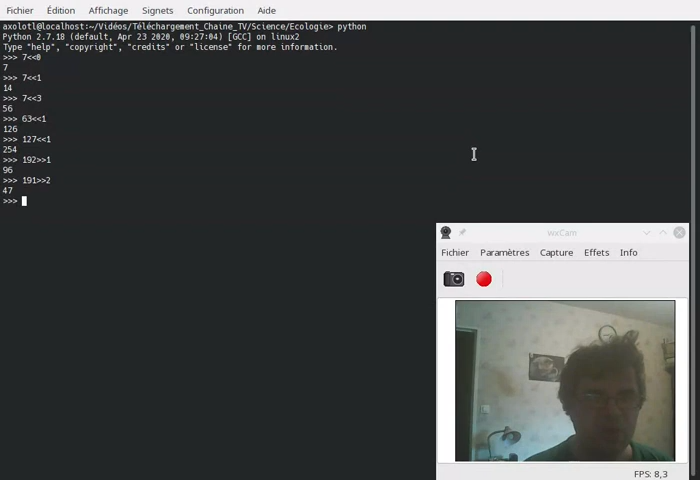 Fichier Édition Affichage Signets Configuration Aide
axolotl@localhost:~/Vidéos/Téléchargement_Chaine_TV/Science/Ecologie> python
Python 2.7.18 (default, Apr 23 2020, 09:27:04) [GCC] on linux2
Type "help", "copyright", "credits" or "license" for more information.
>>> 7<<0
7
>>> 7<<1
14
>>> 7<<3
56
>>> 63<<1
126
>>> 127<<1
254
>>> 192>>1
96
>>> 191>>2
47
>>>
wxCam
Fichier Paramètres Capture Effets Info
FPS: 8,3